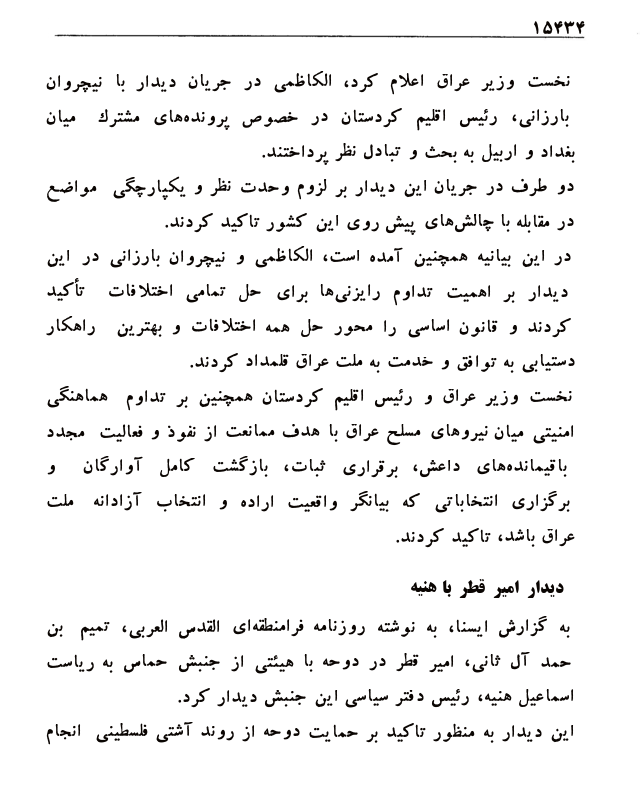 ۱۵۴۳۴
نخست وزیر عراق اعلام کرد، الکاظمی در جریان دیدار با نیچروان
بارزانی، رئیس اقلیم کردستان در خصوص پرونده‌های مشترك میان
بغداد و اربیل به بحث و تبادل نظر پرداختند.
دو طرف در جریان این دیدار بر لزوم وحدت نظر و یکپارچگی مواضع
در مقابله با چالش‌های پیش روی این کشور تاکید کردند.
در این بیانیه همچنین آمده است، الکاظمی و نیچروان بارزانی در این
دیدار بر اهمیت تداوم رایزنی‌ها برای حل تمامی اختلافات تأکید
کردند و قانون اساسی را محور حل همه اختلافات و بهترین راهکار
دستیابی به توافق و خدمت به ملت عراق قلمداد کردند.
نخست وزیر عراق و رئیس اقلیم کردستان همچنین بر تداوم هماهنگی
امنیتی میان نیروهای مسلح عراق با هدف ممانعت از نفوذ و فعالیت مجدد
باقیمانده‌های داعش، برقراری ثبات، بازگشت کامل آوارگان و
برگزاری انتخاباتی که بیانگر واقعیت اراده و انتخاب آزادانه ملت
عراق باشد، تاکید کردند.
دیدار امیر قطر با هنیه
به گزارش ایسنا، به نوشته روزنامه فرامنطقه‌ای القدس العربی، تمیم بن
حمد آل ثانی، امیر قطر در دوحه با هیئتی از جنبش حماس به ریاست
اسماعیل هنیه، رئیس دفتر سیاسی این جنبش دیدار کرد.
این دیدار به منظور تاکید بر حمایت دوحه از روند آشتی فلسطینی انجام